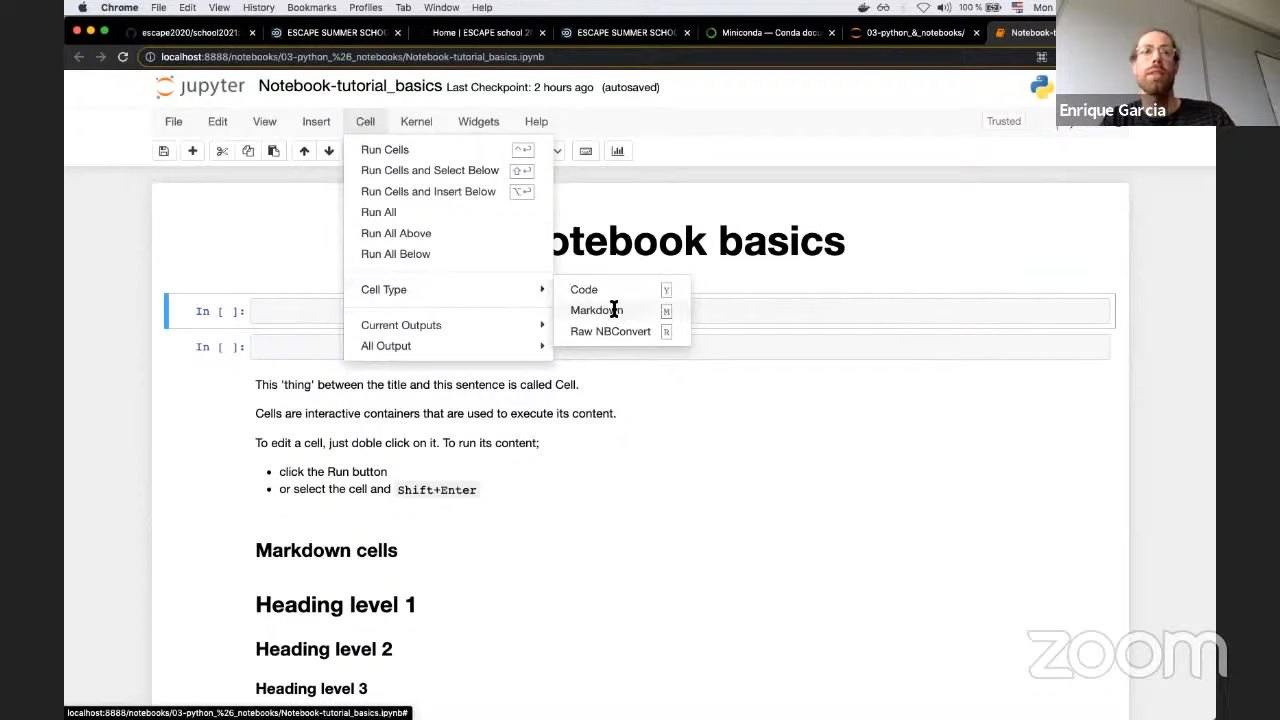 Chrome File Edit View History Bookmarks Profiles Tab Window Help 100 % Mon
escape2020/school2021: ESCAPE SUMMER SCHO Home | ESCAPE school 2 ESCAPE SUMMER SCHO Miniconda — Conda docu 03-python_&_notebooks/ Notebook-t
localhost:8888/notebooks/03-python_%26_notebooks/Notebook-tutorial_basics.ipynb
jupyter Notebook-tutorial_basics Last Checkpoint: 2 hours ago (autosaved)
Enrique Garcia
File Edit View Insert Cell Kernel Widgets Help Trusted
Run Cells
Run Cells and Select Below
Run Cells and Insert Below
Run All
Run All Above
Run All Below
Cell Type
Current Outputs
All Output
Code Y
Markdown M
Raw NBConvert R
otebook basics
In [ ]:
In [ ]:
This 'thing' between the title and this sentence is called Cell.
Cells are interactive containers that are used to execute its content.
To edit a cell, just doble click on it. To run its content;
• click the Run button
• or select the cell and Shift+Enter
Markdown cells
Heading level 1
Heading level 2
Heading level 3
zoom
localhost:8888/notebooks/03-python_%26_notebooks/Notebook-tutorial_basics.ipynb#